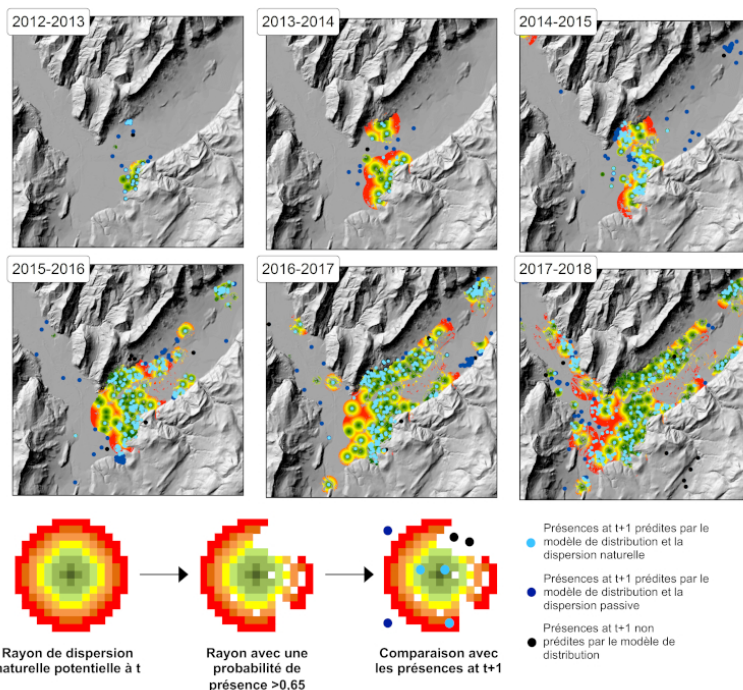 2012-2013
2013-2014
2014-2015
2015-2016
2016-2017
2017-2018
Rayon de dispersion
naturelle potentielle à t
Rayon avec une
probabilité de
présence >0.65
Comparaison avec
les présences at t+1
Présences at t+1 prédites par le
modèle de distribution et la
dispersion naturelle
Présences at t+1 prédites par le
modèle de distribution et la
dispersion passive
Présences at t+1 non
prédites par le modèle de
distribution